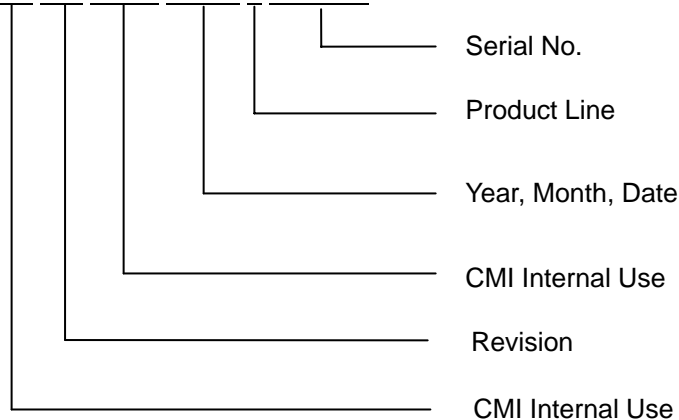 Serial No.
Product Line
Year, Month, Date
CMI Internal Use
Revision
CMI Internal Use